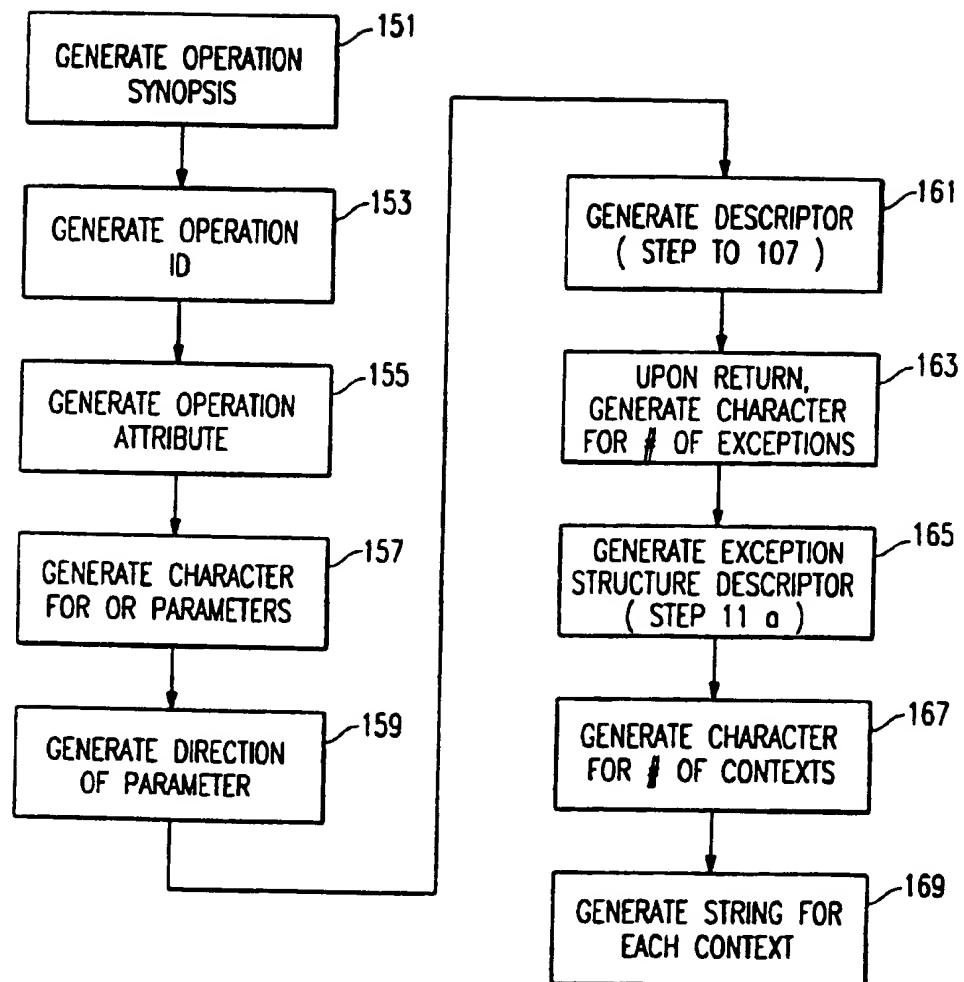 GENERATE OPERATION
SYNOPSIS
151
GENERATE OPERATION
ID
153
GENERATE OPERATION
ATTRIBUTE
155
GENERATE CHARACTER
FOR OR PARAMETERS
157
GENERATE DIRECTION
OF PARAMETER
159
GENERATE DESCRIPTOR
( STEP TO 107 )
161
UPON RETURN,
GENERATE CHARACTER
FOR # OF EXCEPTIONS
163
GENERATE EXCEPTION
STRUCTURE DESCRIPTOR
( STEP 11 a )
165
GENERATE CHARACTER
FOR # OF CONTEXTS
167
GENERATE STRING FOR
EACH CONTEXT
169